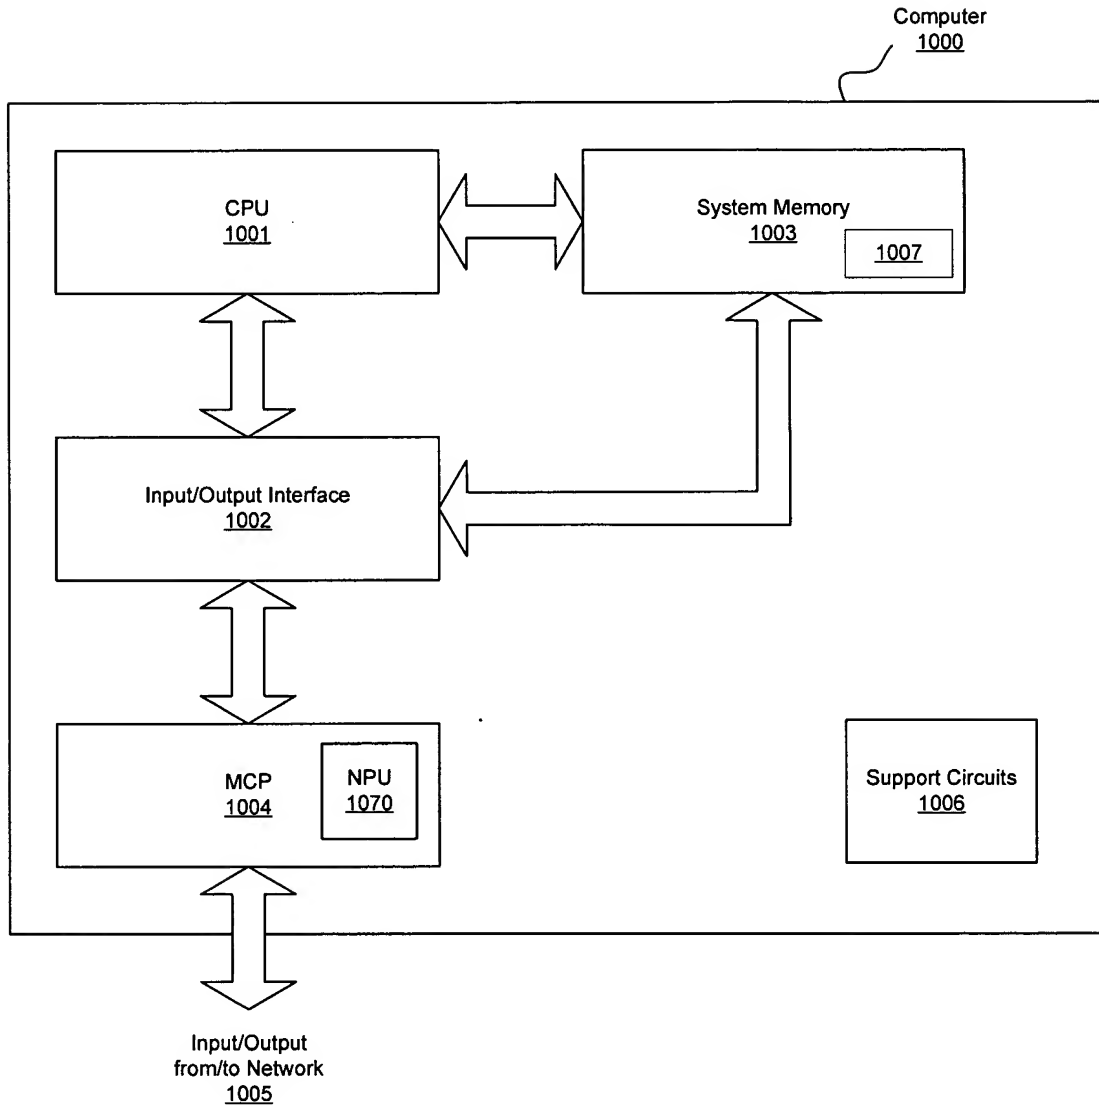 Computer
1000
CPU
1001
System Memory
1003
1007
Input/Output Interface
1002
MCP
1004
NPU
1070
Support Circuits
1006
Input/Output
from/to Network
1005